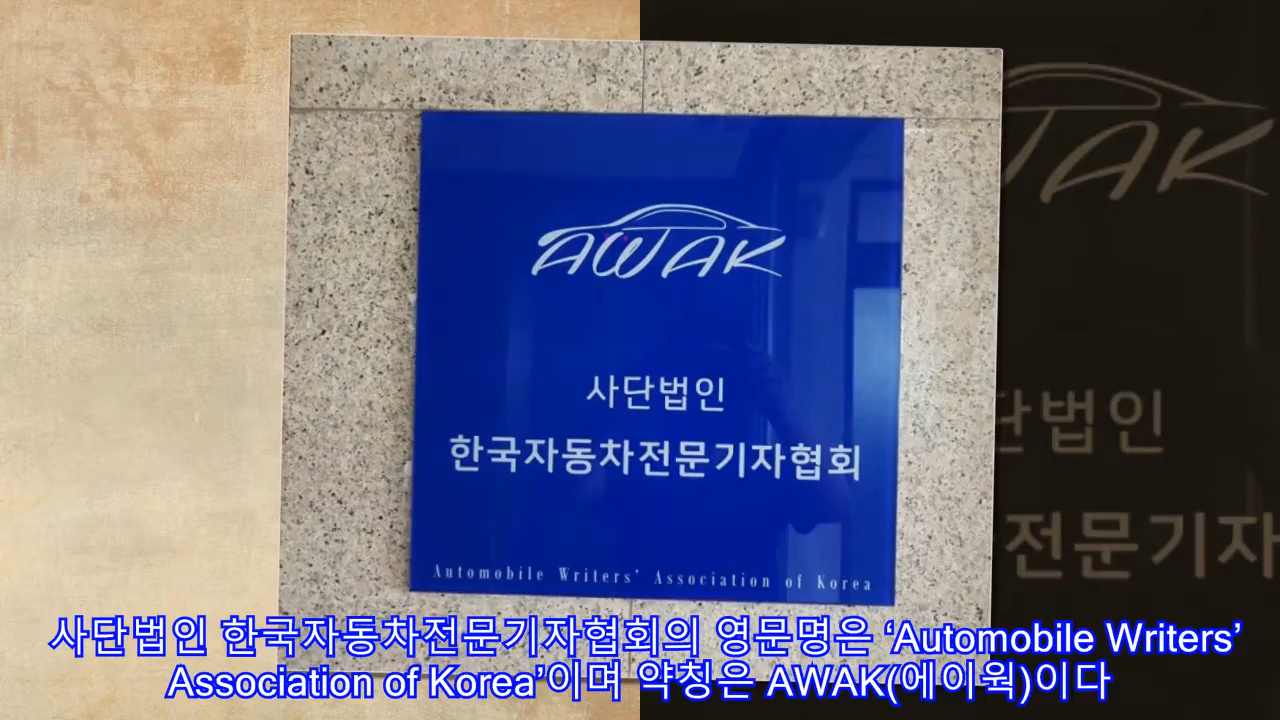 AWAK
사단법인
한국자동차전문기자협회
Automobile Writers' Association of Korea
AWAK
단법인
전문기자
사단법인 한국자동차전문기자협회의 영문명은 ‘Automobile Writers’
Association of Korea’이며 약칭은 AWAK(에이웍)이다